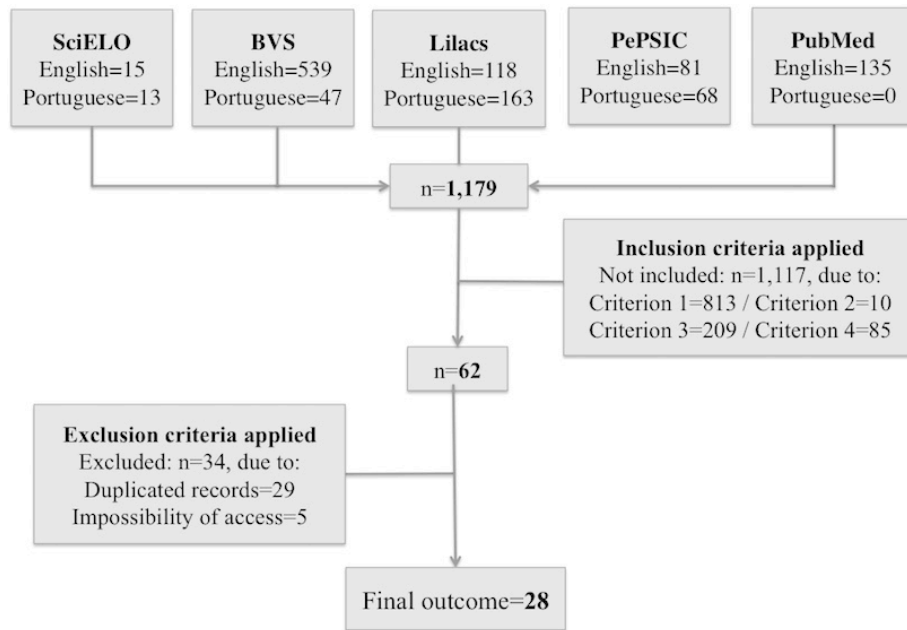 SciELO
English=15
Portuguese=13
BVS
English=539
Portuguese=47
Lilacs
English=118
Portuguese=163
PePSIC
English=81
Portuguese=68
PubMed
English=135
Portuguese=0
n=1,179
Inclusion criteria applied
Not included: n=1,117, due to:
Criterion 1=813 / Criterion 2=10
Criterion 3=209 / Criterion 4=85
n=62
Exclusion criteria applied
Excluded: n=34, due to:
Duplicated records=29
Impossibility of access=5
Final outcome=28